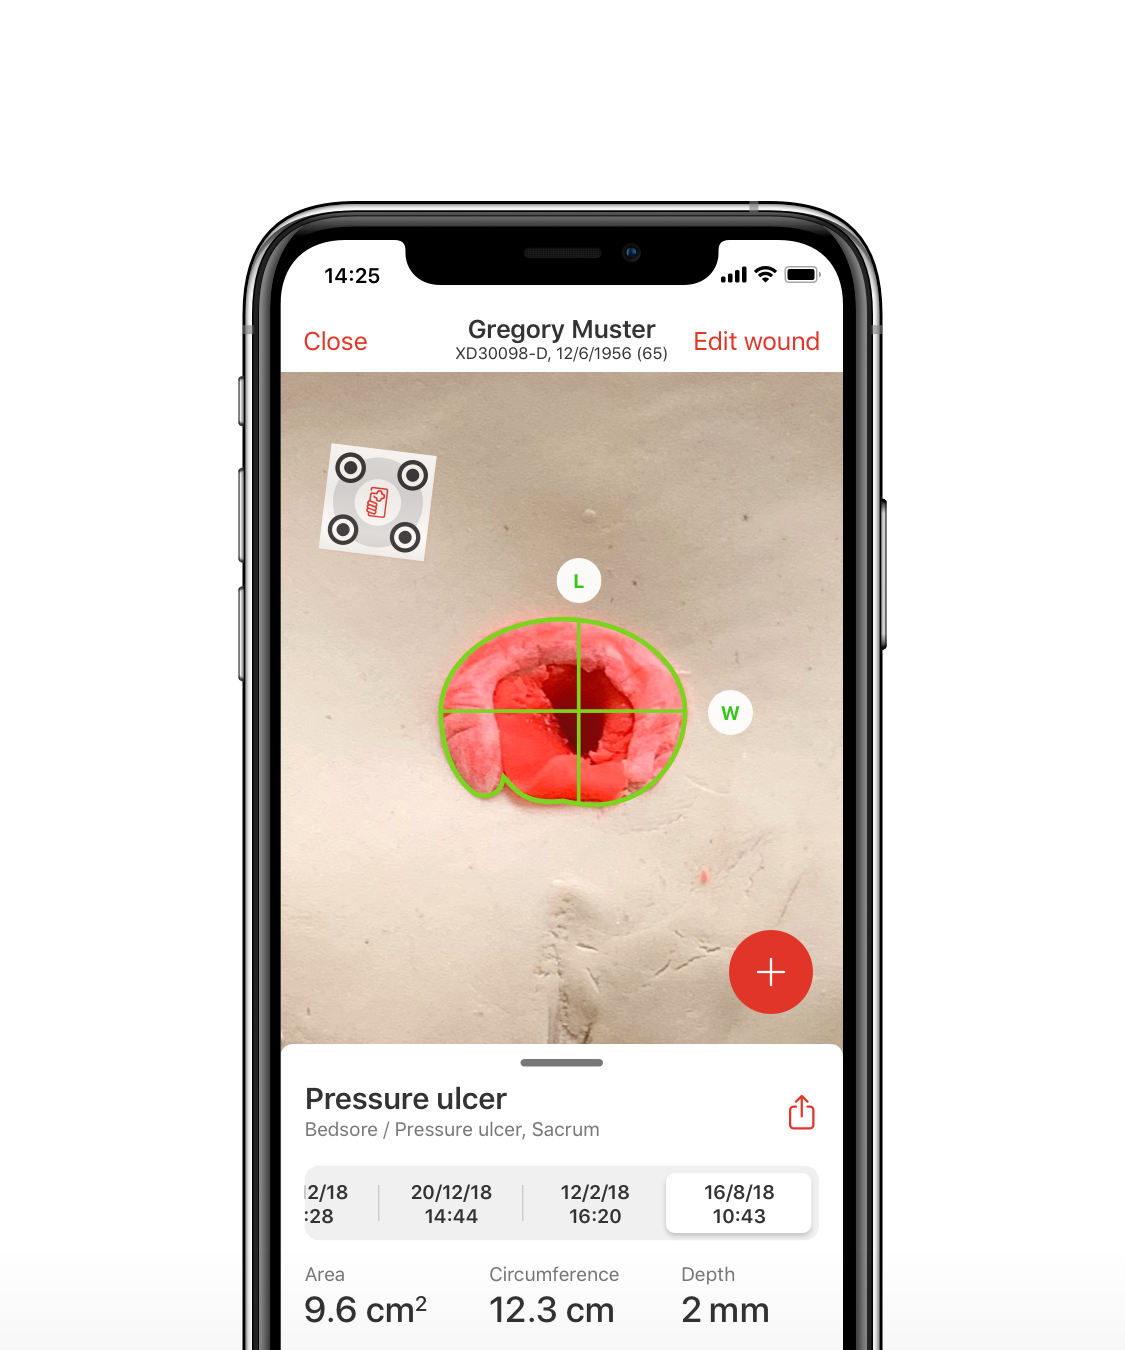 14:25
Close
Gregory Muster
XD30098-D, 12/6/1956 (65)
Edit wound
L
W
Pressure ulcer
Bedsore / Pressure ulcer, Sacrum
2/18 20/12/18 12/2/18 16/8/18
:28 14:44 16:20 10:43
Area Circumference Depth
9.6 cm² 12.3 cm 2 mm